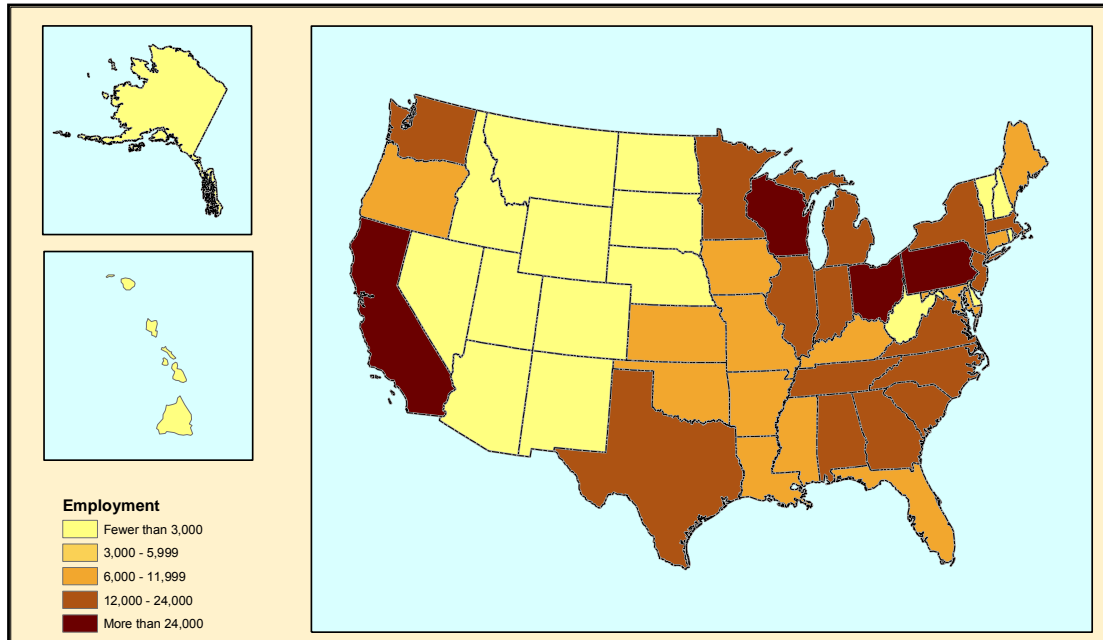 Employment
Fewer than 3,000
3,000 - 5,999
6,000 - 11,999
12,000 - 24,000
More than 24,000